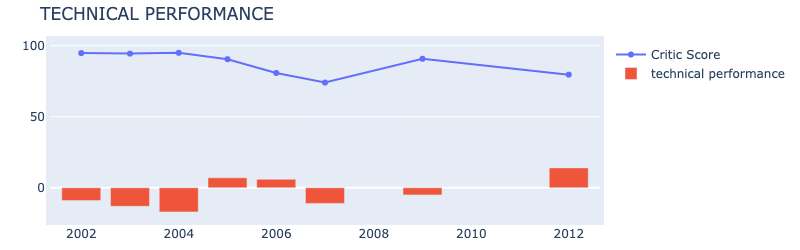 TECHNICAL PERFORMANCE
100
50
0
2002 2004 2006 2008 2010 2012
Critic Score
technical performance